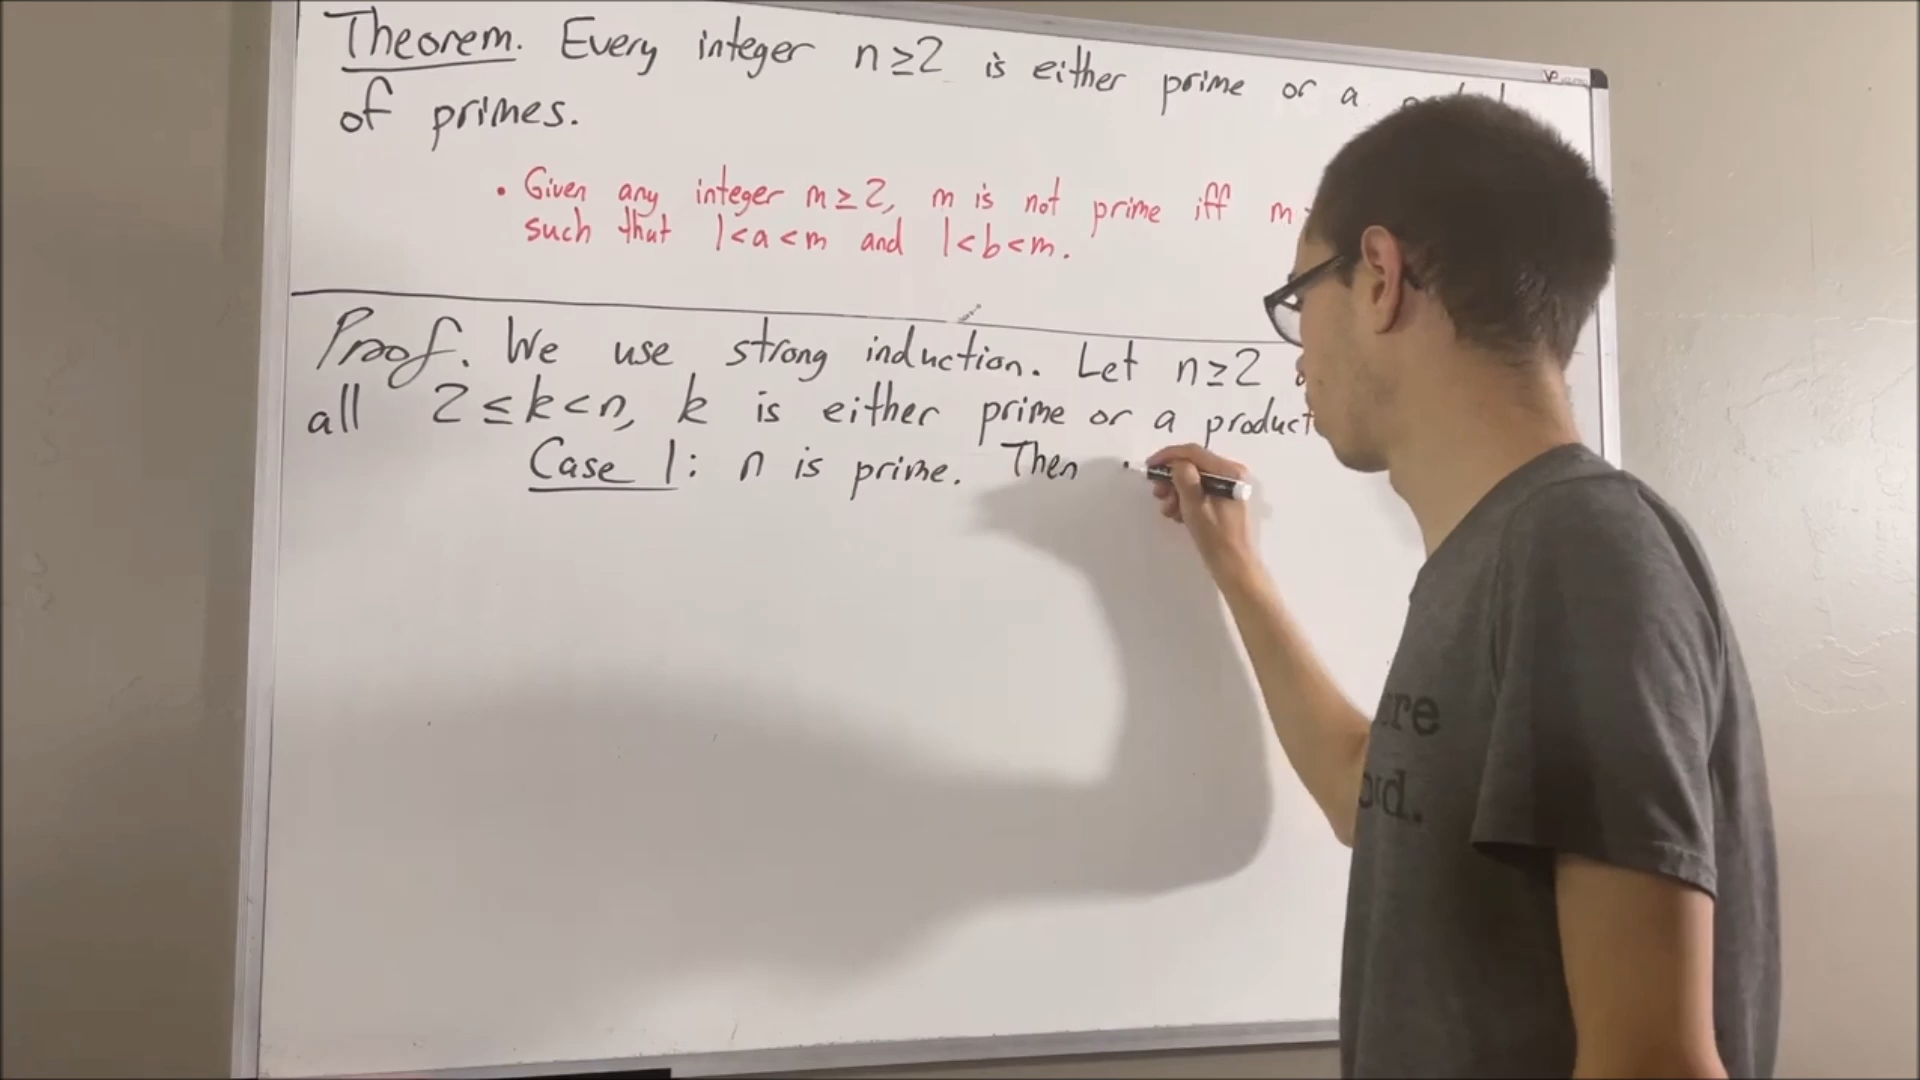 Theorem. Every integer n ≥ 2 is either prime or a
of primes.
• Given any integer m ≥ 2, m is not prime iff m
such that 1 < a < m and 1 < b < m.
Proof. We use strong induction. Let n ≥ 2
all 2 ≤ k < n, k is either prime or a product
Case 1: n is prime. Then